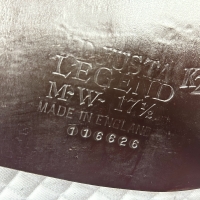 LEGEND
M-W- 17½
MADE IN ENGLAND
116626